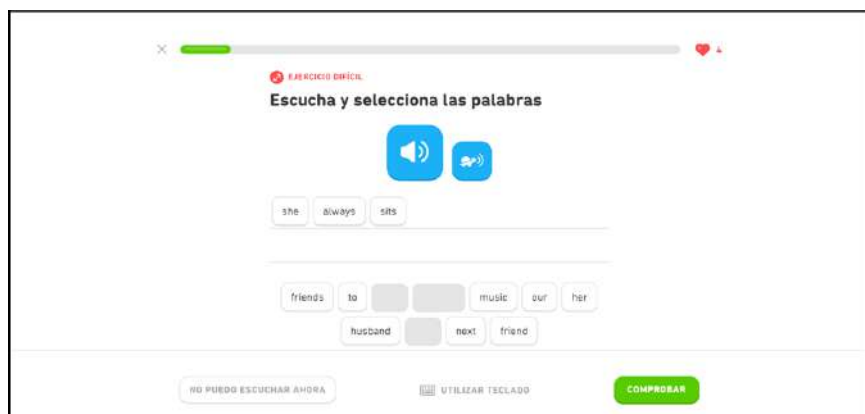 4
EJERCICIO DIFÍCIL
Escucha y selecciona las palabras
she always sits
friends to music our her
husband next friend
NO PUEDO ESCUCHAR AHORA UTILIZAR TECLADO COMPROBAR